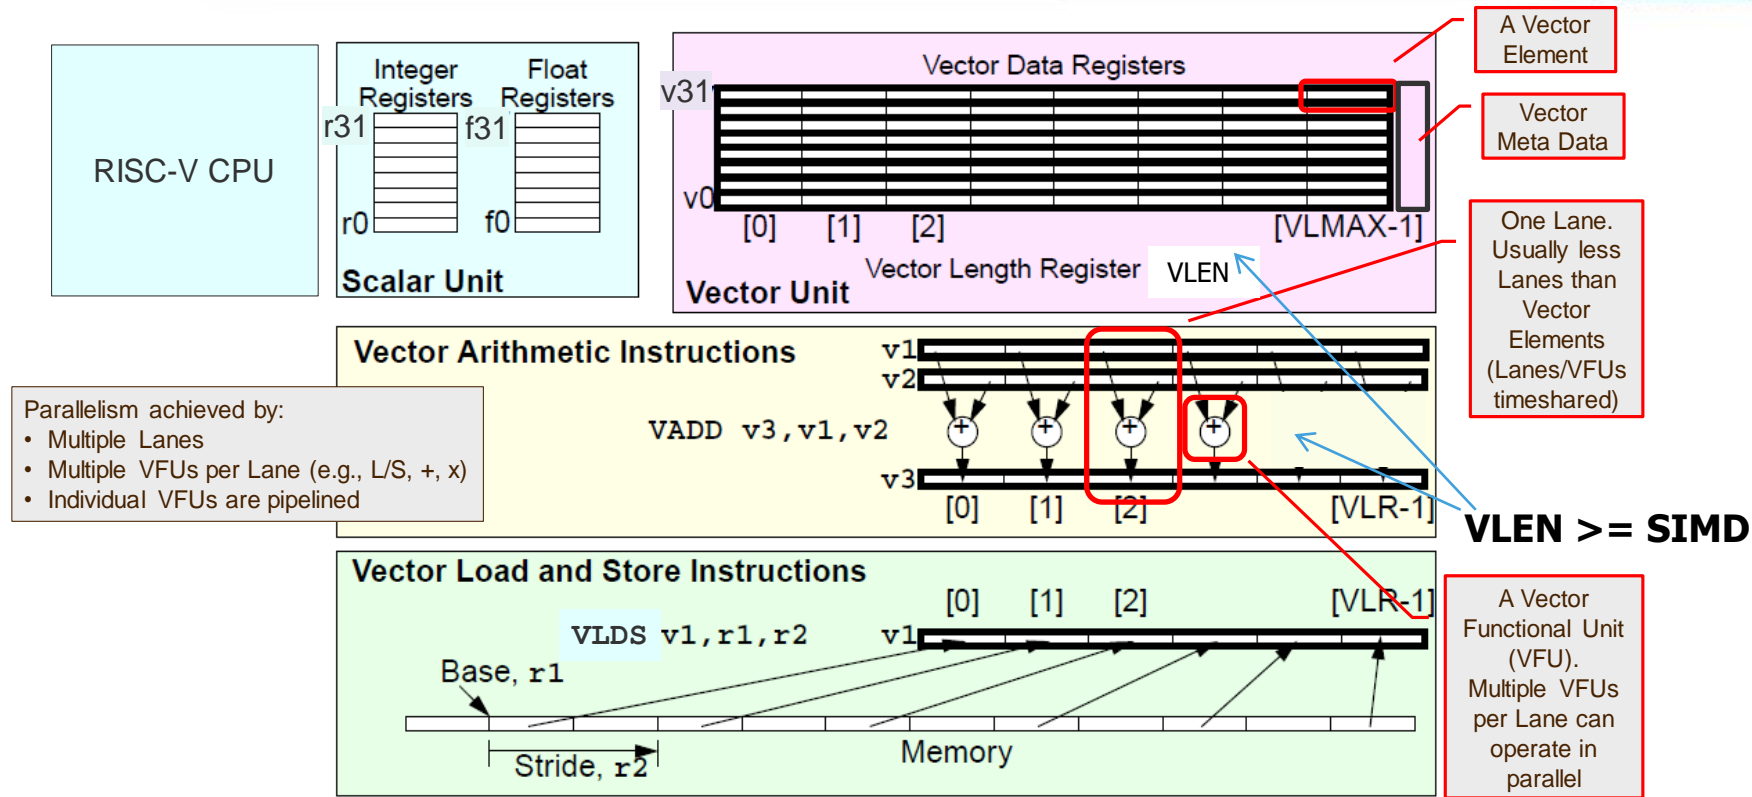 RISC-V CPU
Integer
Registers
Float
Registers
r31
f31
r0
f0
Scalar Unit
Vector Data Registers
v31
v0
[0]
[1]
[2]
[VLMAX-1]
Vector Length Register
VLEN
Vector Unit
A Vector
Element
Vector
Meta Data
One Lane.
Usually less
Lanes than
Vector
Elements
(Lanes/VFUs
timeshared)
Vector Arithmetic Instructions
v1
v2
VADD v3,v1,v2
+
+
+
+
v3
[0]
[1]
[2]
[VLR-1]
Parallelism achieved by:
• Multiple Lanes
• Multiple VFUs per Lane (e.g., L/S, +, x)
• Individual VFUs are pipelined
VLEN >= SIMD
Vector Load and Store Instructions
[0]
[1]
[2]
[VLR-1]
VLDS v1,r1,r2
v1
Base, r1
Stride, r2
Memory
A Vector
Functional Unit
(VFU).
Multiple VFUs
per Lane can
operate in
parallel